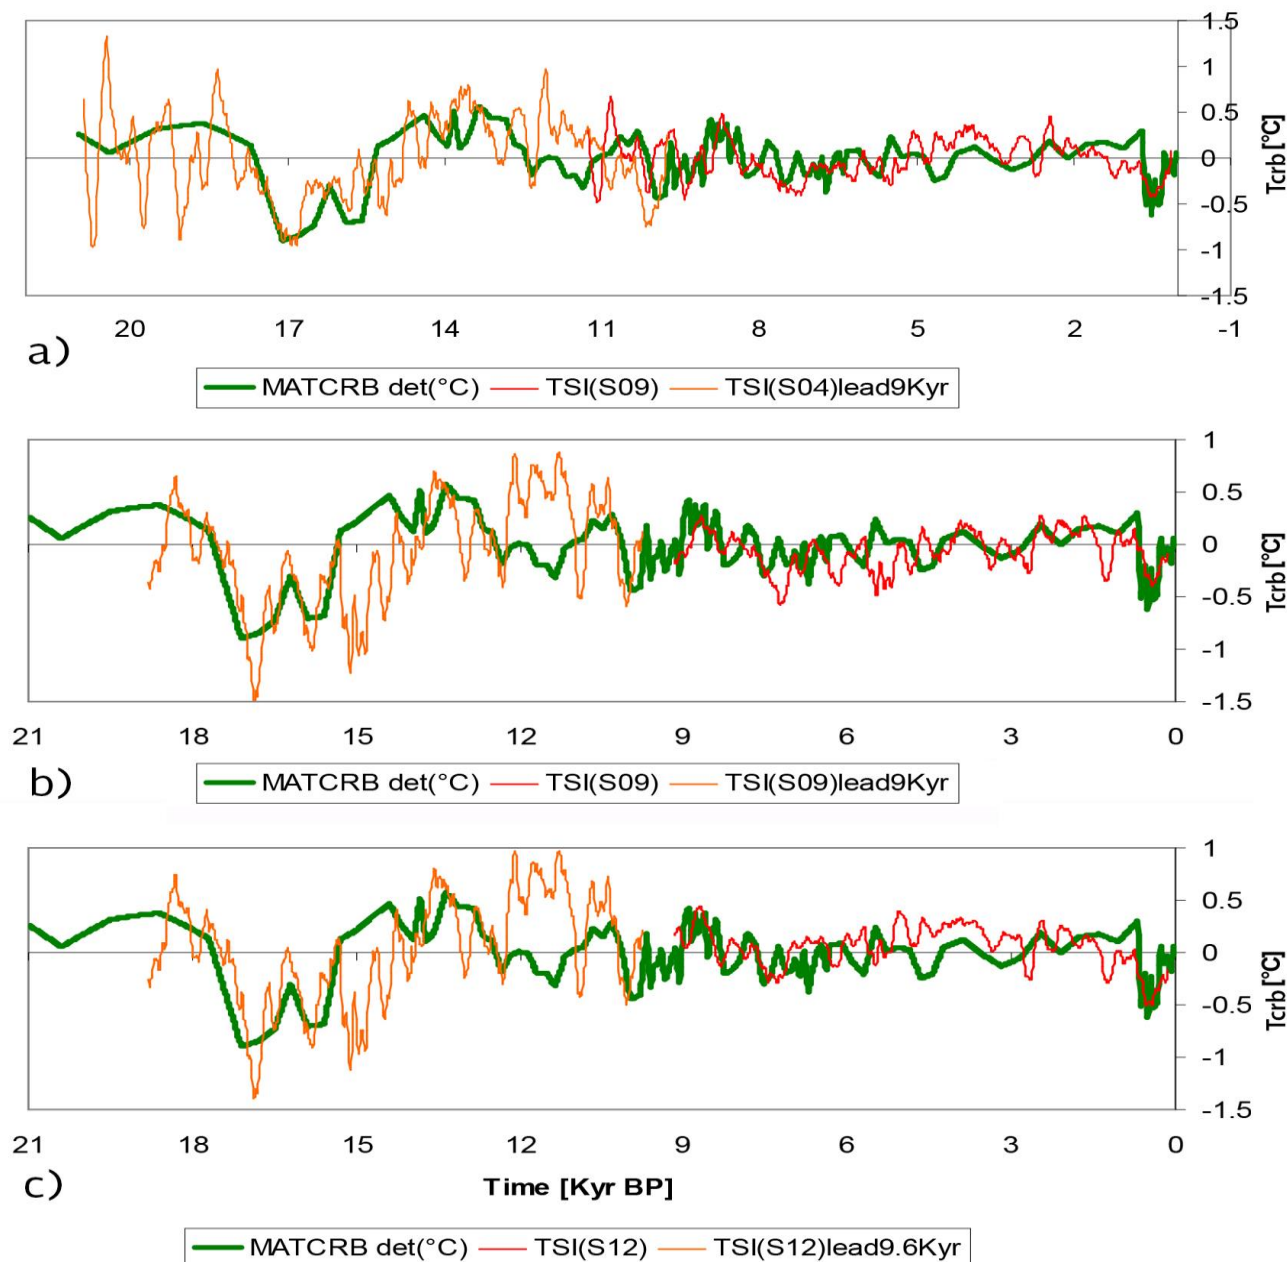 1.5
1
0.5
0
-0.5
-1
-1.5
Tcrb [°C]
20 17 14 11 8 5 2 -1
a)
MATCRB det(°C) TSI(S09) TSI(S04)lead9Kyr
1
0.5
0
-0.5
-1
-1.5
Tcrb [°C]
21 18 15 12 9 6 3 0
b)
MATCRB det(°C) TSI(S09) TSI(S09)lead9Kyr
1
0.5
0
-0.5
-1
-1.5
Tcrb [°C]
21 18 15 12 9 6 3 0
c)
Time [Kyr BP]
MATCRB det(°C) TSI(S12) TSI(S12)lead9.6Kyr